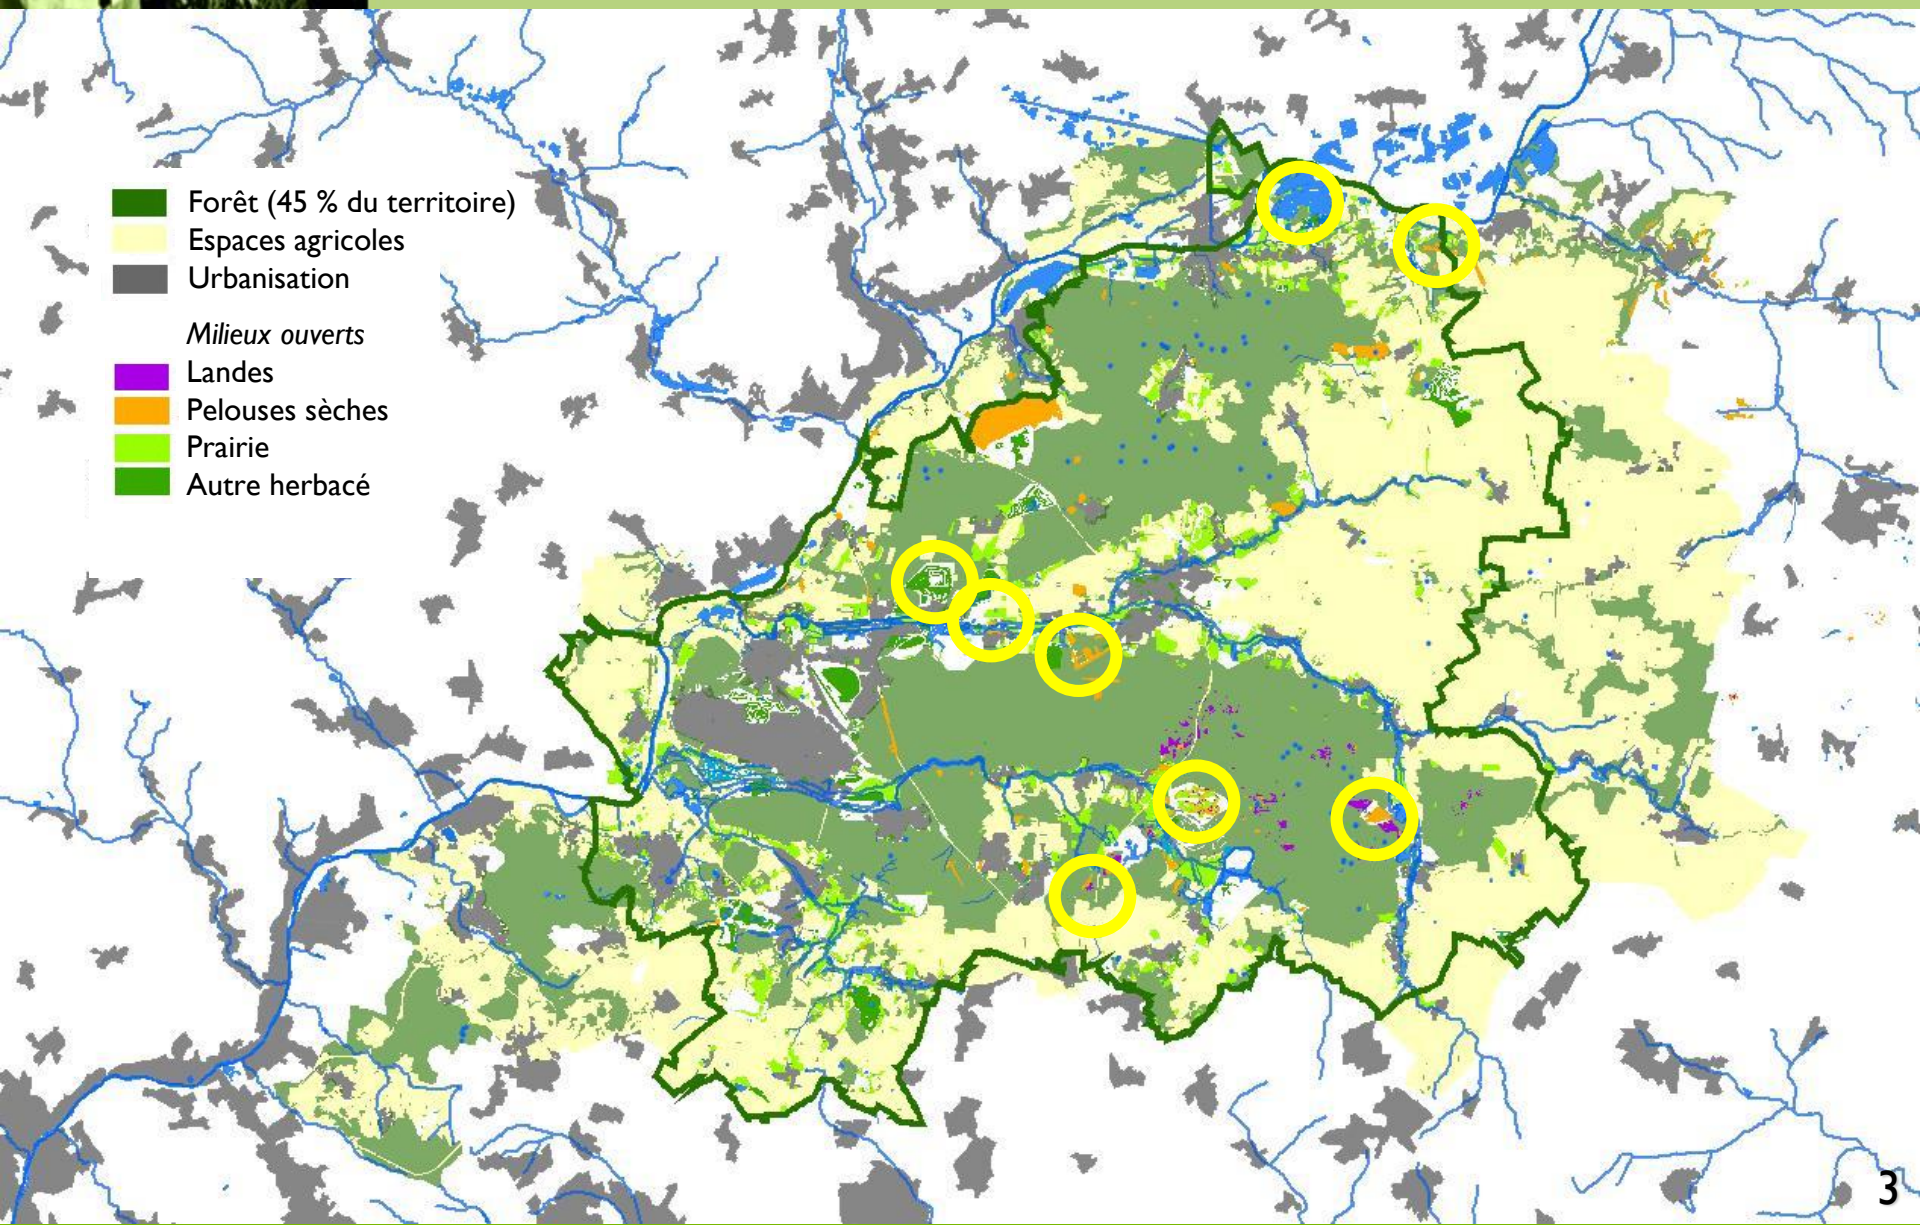 Forêt (45 % du territoire)
Espaces agricoles
Urbanisation
Milieux ouverts
Landes
Pelouses sèches
Prairie
Autre herbacé
3